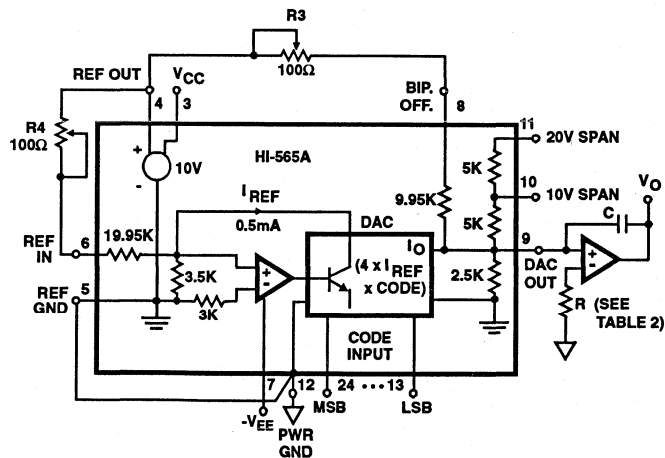 R3
100Ω
REF OUT
VCC
4
3
BIP.
OFF.
8
R4
100Ω
11
20V SPAN
+
-
10V
HI-565A
5K
10
10V SPAN
IREF
0.5mA
9.95K
5K
VO
C
REF
IN
6
19.95K
DAC
IO
9
DAC
OUT
+
-
3.5K
+
-
(4 x IREF
x CODE)
2.5K
REF
GND
5
3K
R (SEE
TABLE 2)
CODE
INPUT
7
12
24 ••• 13
-VEE
PWR
GND
MSB
LSB